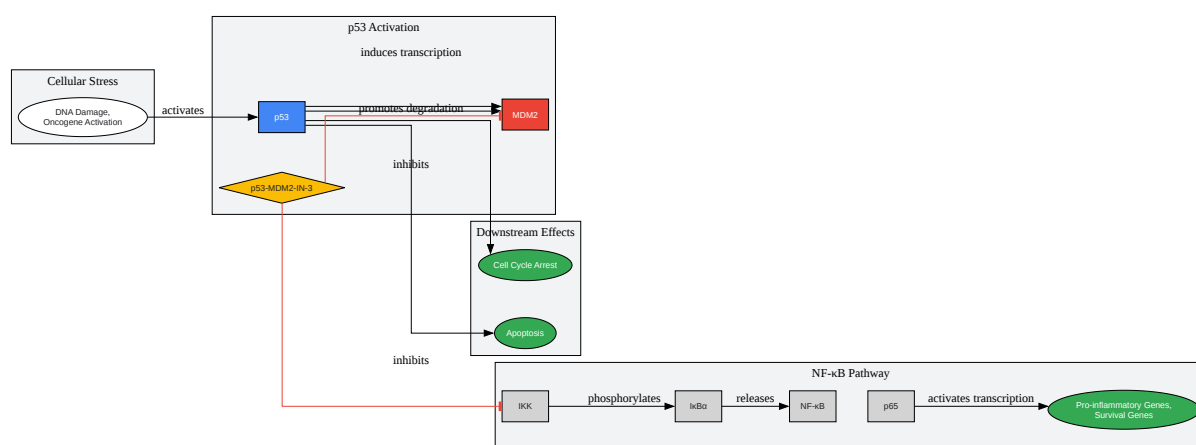 p53 Activation
induces transcription
Cellular Stress
DNA Damage,
Oncogene Activation
activates
p53
promotes degradation
MDM2
inhibits
p53-MDM2-IN-3
Downstream Effects
Cell Cycle Arrest
Apoptosis
inhibits
NF-κB Pathway
IKK
phosphorylates
IκBα
releases
NF-κB
p65
activates transcription
Pro-inflammatory Genes,
Survival Genes